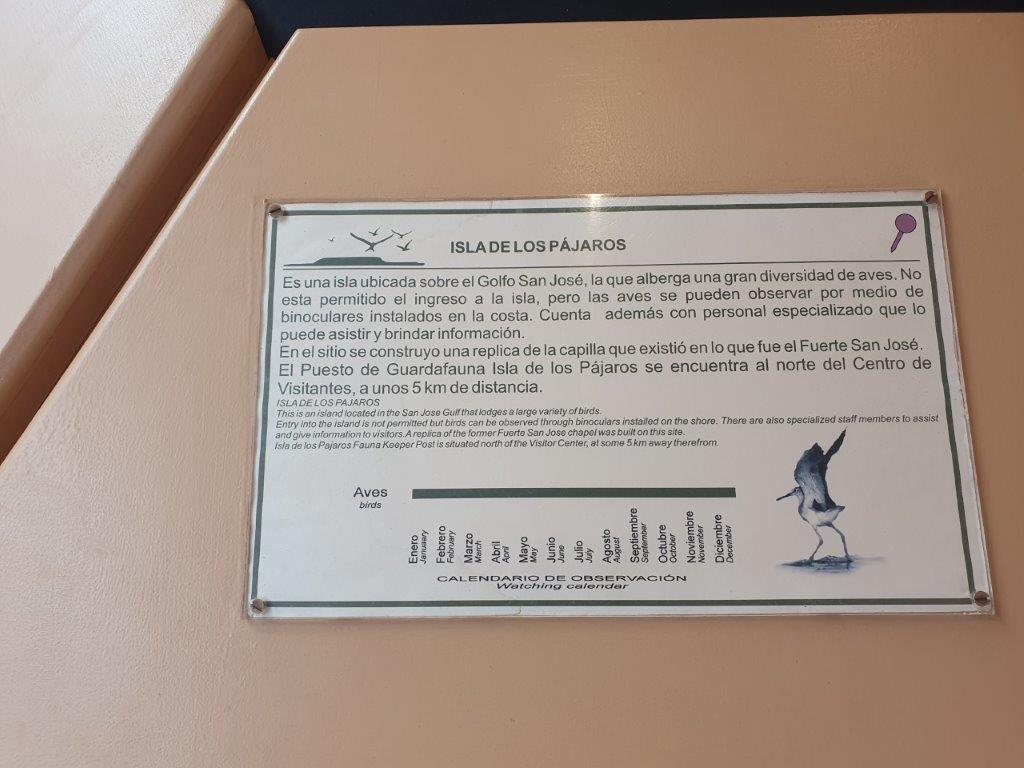 ISLA DE LOS PÁJAROS
Es una isla ubicada sobre el Golfo San José, la que alberga una gran diversidad de aves. No
esta permitido el ingreso a la isla, pero las aves se pueden observar por medio de
binoculares instalados en la costa. Cuenta además con personal especializado que lo
puede asistir y brindar información.
En el sitio se construyo una replica de la capilla que existió en lo que fue el Fuerte San José.
El Puesto de Guardafauna Isla de los Pájaros se encuentra al norte del Centro de
Visitantes, a unos 5 km de distancia.
ISLA DE LOS PAJAROS
This is an island located in the San Jose Gulf that lodges a large variety of birds.
Entry into the island is not permitted but birds can be observed through binoculars installed on the shore. There are also specialized staff members to assist
and give information to visitors.A replica of the former Fuerte San Jose chapel was built on this site.
Isla de los Pajaros Fauna Keeper Post is situated north of the Visitor Center, at some 5 km away therefrom.
Aves
birds
Enero
Januaary
Febrero
February
Marzo
March
Abril
April
Mayo
May
Junio
June
Julio
July
Agosto
August
Septiembre
September
Octubre
October
Noviembre
November
Diciembre
December
CALENDARIO DE OBSERVACIÓN
Watching calendar